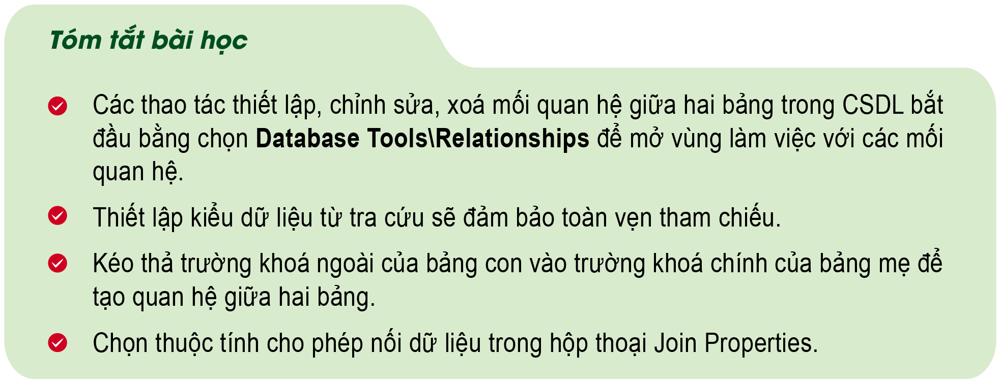 Tóm tắt bài học
Các thao tác thiết lập, chỉnh sửa, xoá mối quan hệ giữa hai bảng trong CSDL bắt
đầu bằng chọn Database Tools\Relationships để mở vùng làm việc với các mối
quan hệ.
Thiết lập kiểu dữ liệu từ tra cứu sẽ đảm bảo toàn vẹn tham chiếu.
Kéo thả trường khoá ngoài của bảng con vào trường khoá chính của bảng mẹ để
tạo quan hệ giữa hai bảng.
Chọn thuộc tính cho phép nối dữ liệu trong hộp thoại Join Properties.